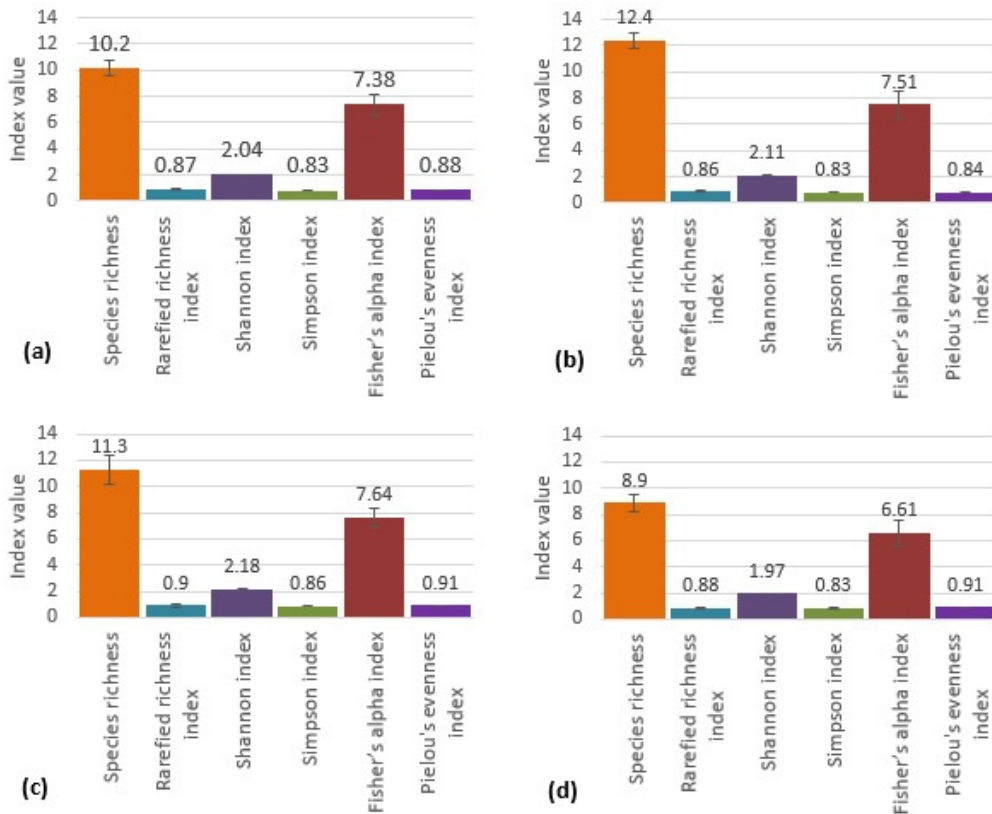 14
12
10
8
6
4
2
0
Index value
10.2
0.87
2.04
0.83
7.38
0.88
Species richness
Rarefied richness
index
Shannon index
Simpson index
Fisher's alpha index
Pielou's evenness
index
(a)
14
12
10
8
6
4
2
0
Index value
12.4
0.86
2.11
0.83
7.51
0.84
Species richness
Rarefied richness
index
Shannon index
Simpson index
Fisher's alpha index
Pielou's evenness
index
(b)
14
12
10
8
6
4
2
0
Index value
11.3
0.9
2.18
0.86
7.64
0.91
Species richness
Rarefied richness
index
Shannon index
Simpson index
Fisher's alpha index
Pielou's evenness
index
(c)
14
12
10
8
6
4
2
0
Index value
8.9
0.88
1.97
0.83
6.61
0.91
Species richness
Rarefied richness
index
Shannon index
Simpson index
Fisher's alpha index
Pielou's evenness
index
(d)